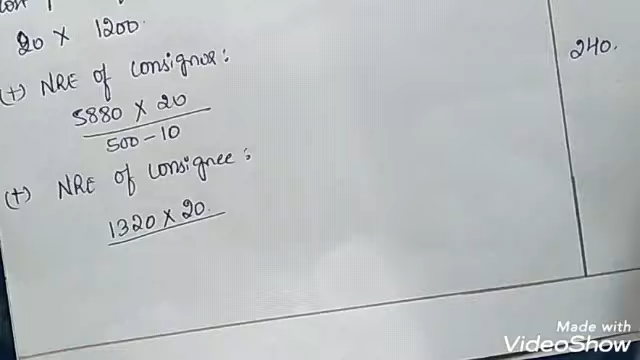 20 X 1200.
(+) NRE of consignor:
5880 X 20
500-10
240.
(+) NRE of consignee:
1320 X 20.
Made with
VideoShow